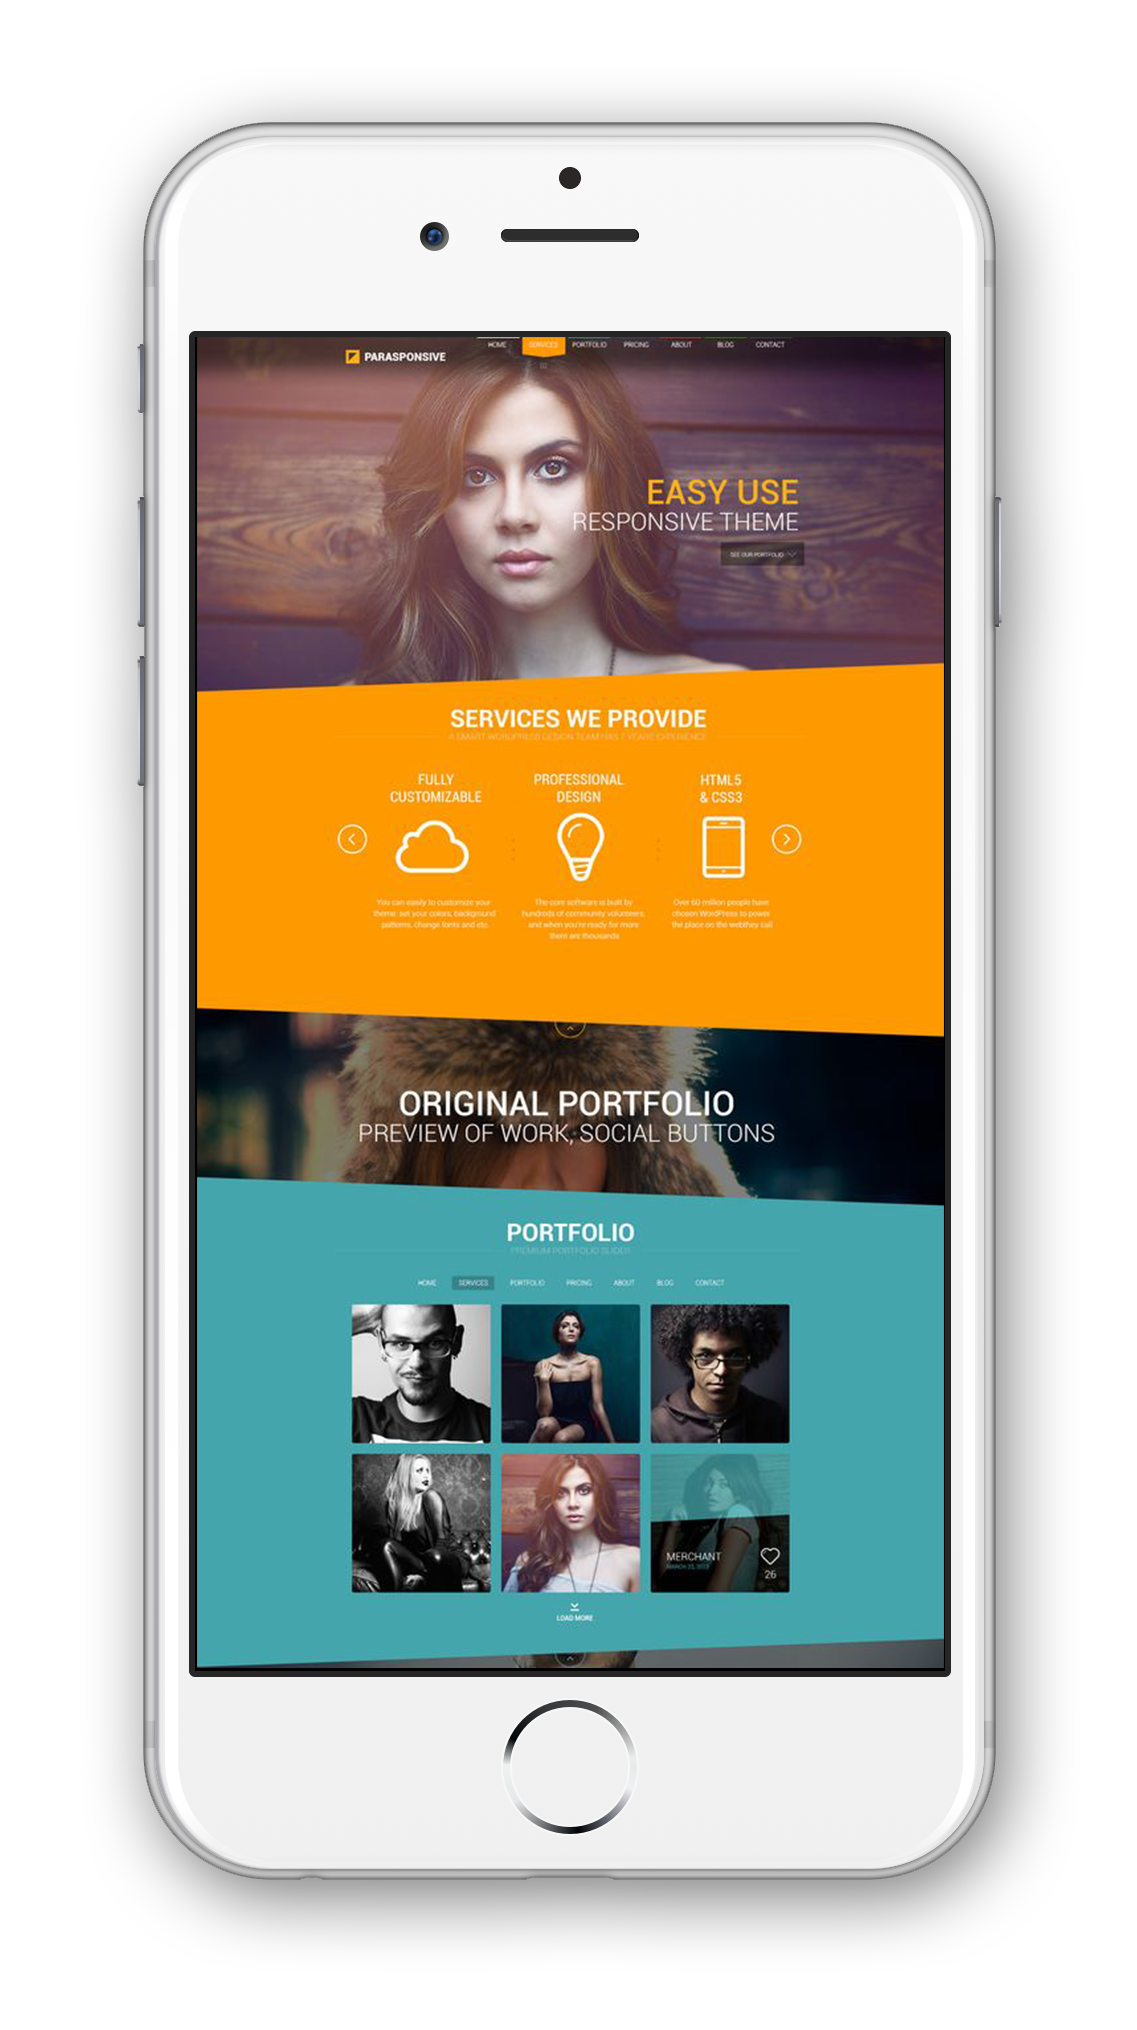 PARASPONSIVE
HOME SERVICES PORTFOLIO PRICING ABOUT BLOG CONTACT
EASY USE
RESPONSIVE THEME
SEE OUR PORTFOLIO
SERVICES WE PROVIDE
A SMART WORDPRESS DESIGN TEAM HAS 7 YEARS EXPERIENCE
FULLY
CUSTOMIZABLE
You can easily to customize your
theme: set your colors, background
patterns, change fonts and etc.
PROFESSIONAL
DESIGN
The core software is built by
hundreds of community volunteers,
and when you're ready for more
there are thousands
HTML5
& CSS3
Over 60 million people have
chosen WordPress to power
the place on the webthey call
ORIGINAL PORTFOLIO
PREVIEW OF WORK, SOCIAL BUTTONS
PORTFOLIO
PREMIUM PORTFOLIO SLIDER
HOME SERVICES PORTFOLIO PRICING ABOUT BLOG CONTACT
MERCHANT
26
LOAD MORE